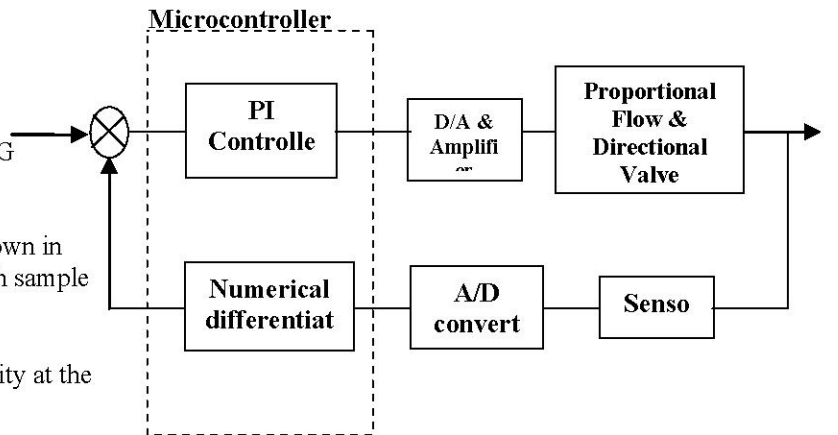 Microcontroller
PI
Controlle
D/A &
Amplifi
Proportional
Flow &
Directional
Valve
G
own in
n sample
ity at the
Numerical
differentiat
A/D
convert
Senso